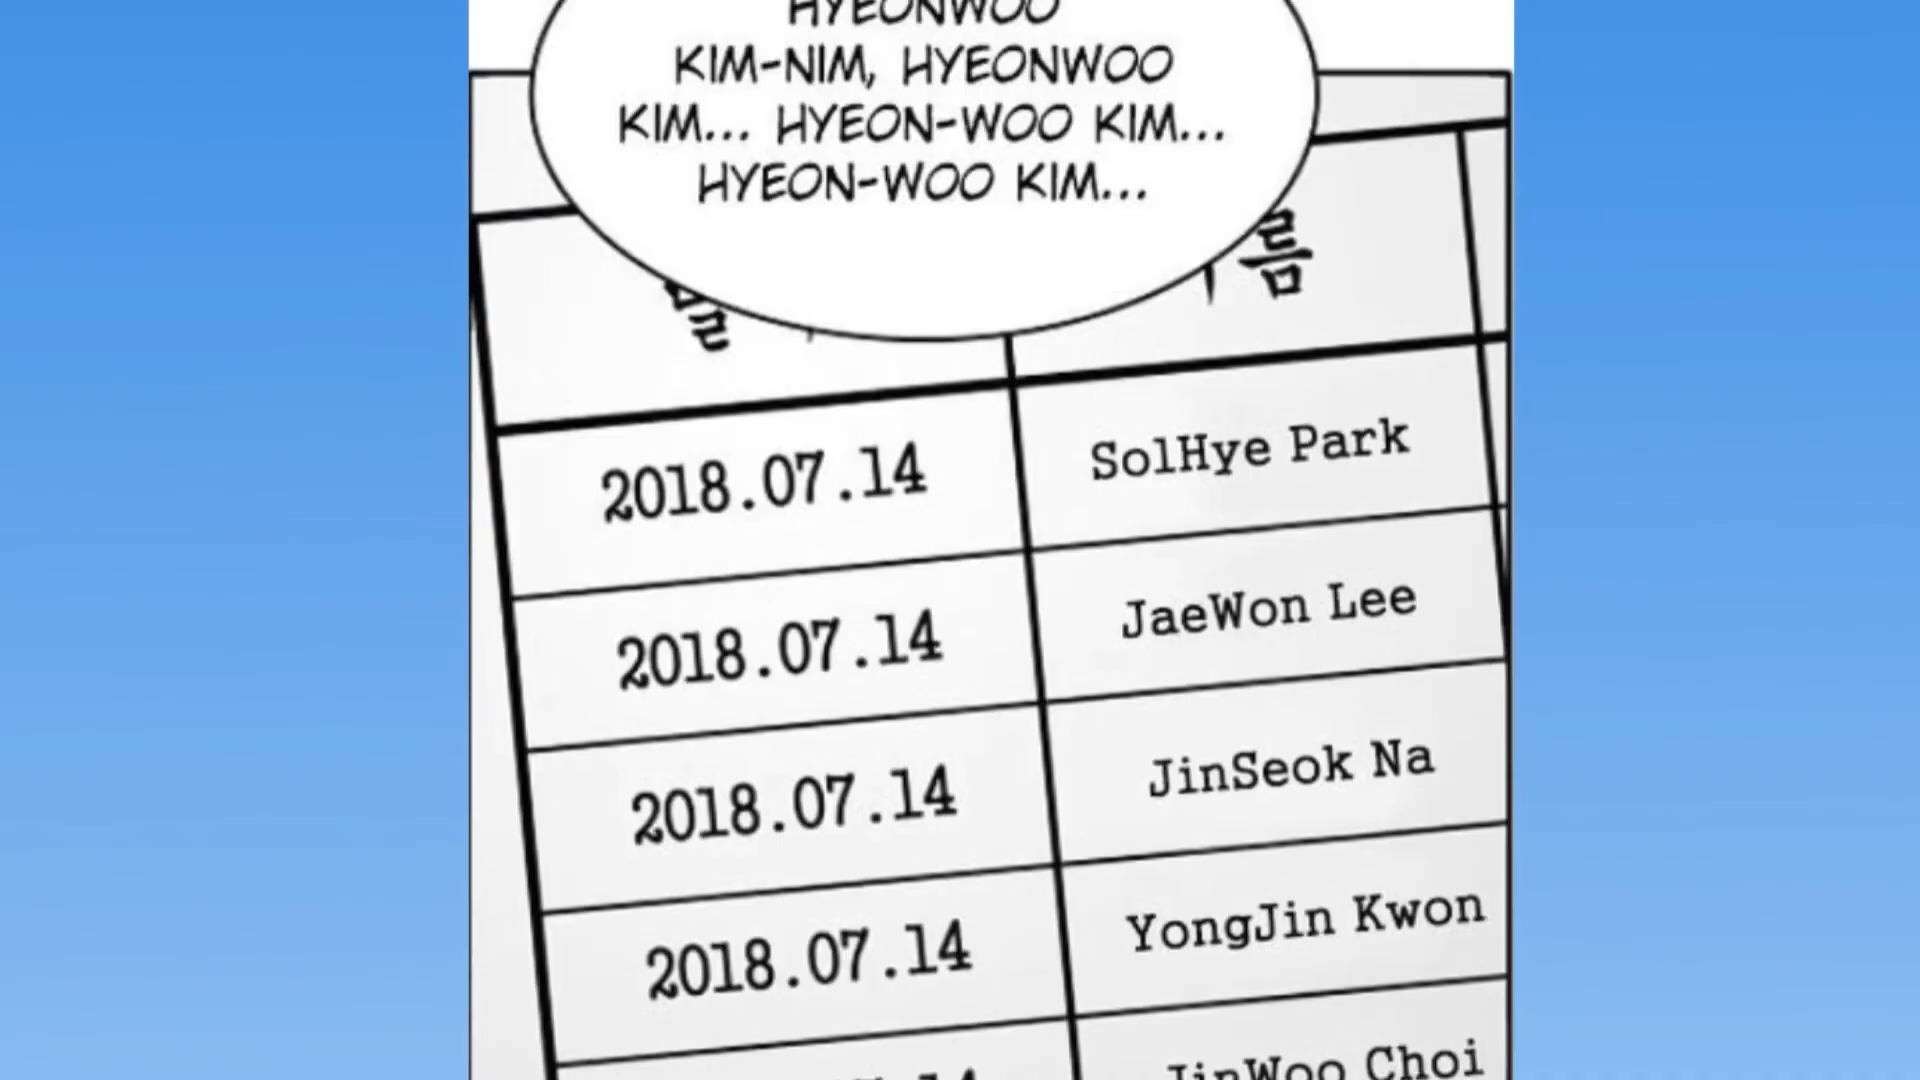 HYEONWOO
KIM-NIM, HYEONWOO
KIM... HYEON-WOO KIM...
HYEON-WOO KIM...
2018.07.14 SolHye Park
2018.07.14 JaeWon Lee
2018.07.14 JinSeok Na
2018.07.14 YongJin Kwon
JinWoo Choi